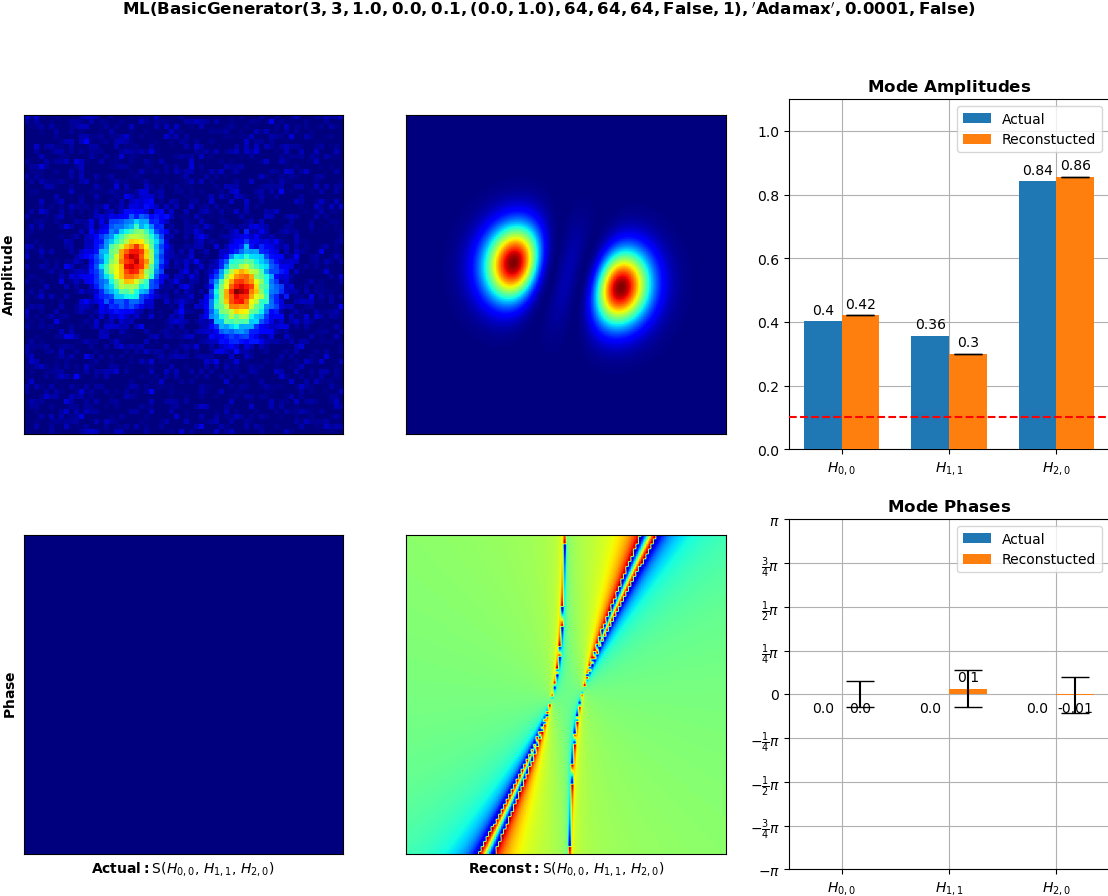 ML(BasicGenerator(3, 3, 1.0, 0.0, 0.1, (0.0, 1.0), 64, 64, 64, False, 1), ′Adamax′, 0.0001, False)
Amplitude
Mode Amplitudes
Actual
Reconstucted
1.0
0.8
0.6
0.4
0.2
0.0
0.4
0.42
0.36
0.3
0.84
0.86
H0,0
H1,1
H2,0
Phase
Actual: S(H0,0, H1,1, H2,0)
Reconst: S(H0,0, H1,1, H2,0)
Mode Phases
Actual
Reconstucted
π
3/4π
1/2π
1/4π
0
−1/4π
−1/2π
−3/4π
−π
0.0
0.0
0.0
0.1
0.0
-0.01
H0,0
H1,1
H2,0